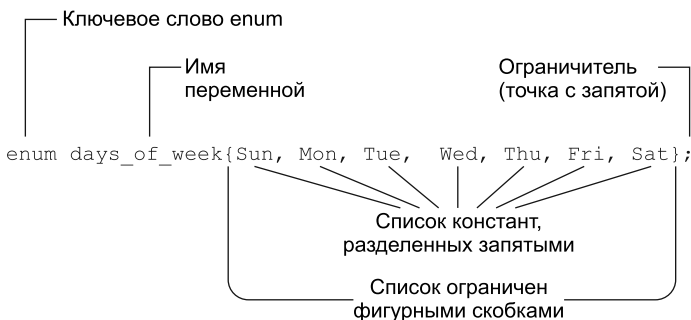 Ключевое слово enum
Имя
переменной
Ограничитель
(точка с запятой)
enum days_of_week{Sun, Mon, Tue, Wed, Thu, Fri, Sat};
Список констант,
разделенных запятыми
Список ограничен
фигурными скобками